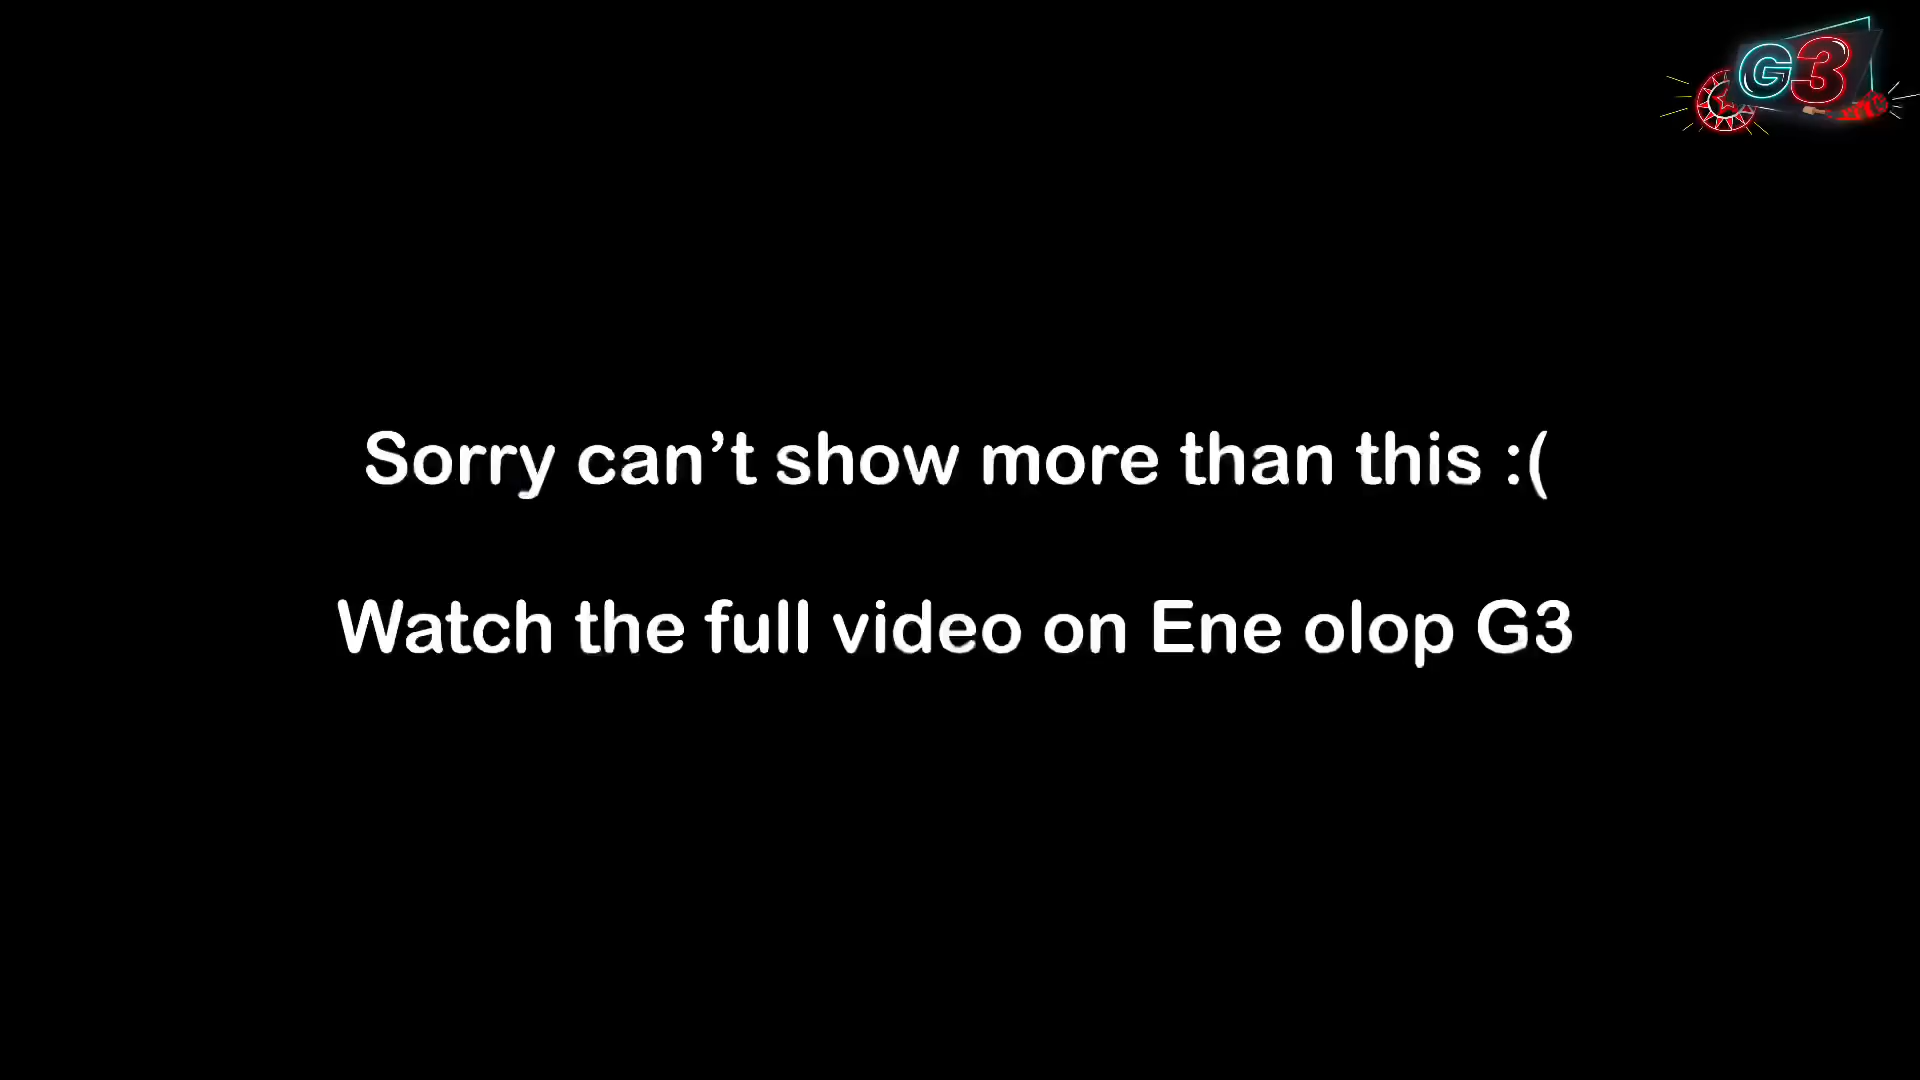 G3
Sorry can’t show more than this :(
Watch the full video on Ene olop G3